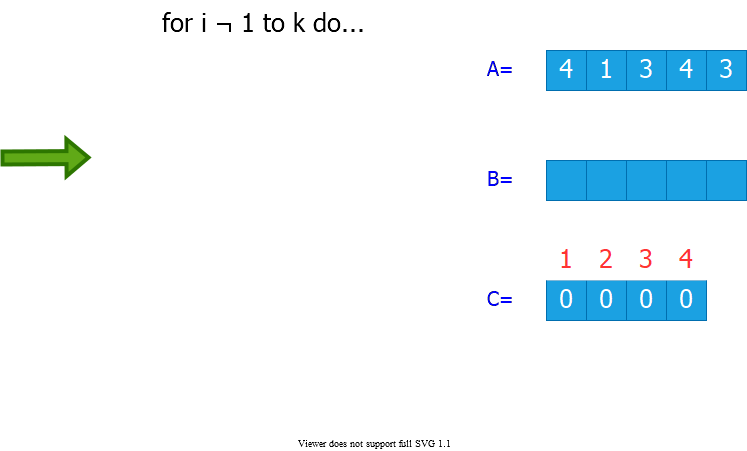 for i ¬ 1 to k do...
A= 4 1 3 4 3
B=
1 2 3 4
C= 0 0 0 0
Viewer does not support full SVG 1.1